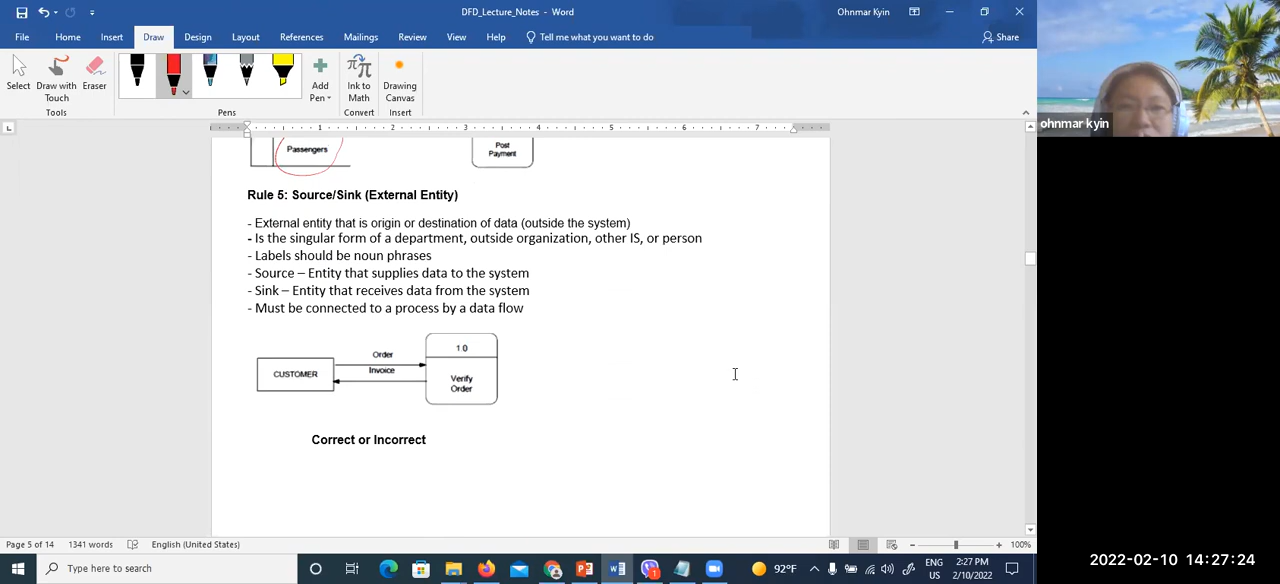 DFD_Lecture_Notes - Word
Ohnmar Kyin
File Home Insert Draw Design Layout References Mailings Review View Help Tell me what you want to do Share
Select Draw with Touch Eraser Add Pen Ink to Math Drawing Canvas
Tools Pens Convert Insert
ohnmar kyin
1 2 3 4 5 6 7
Passengers
Post
Payment
Rule 5: Source/Sink (External Entity)
- External entity that is origin or destination of data (outside the system)
- Is the singular form of a department, outside organization, other IS, or person
- Labels should be noun phrases
- Source – Entity that supplies data to the system
- Sink – Entity that receives data from the system
- Must be connected to a process by a data flow
1.0
Order
CUSTOMER
Invoice
Verify
Order
Correct or Incorrect
Page 5 of 14 1341 words English (United States) 100%
Type here to search
92°F
ENG
US
2:27 PM
2/10/2022
2022-02-10 14:27:24